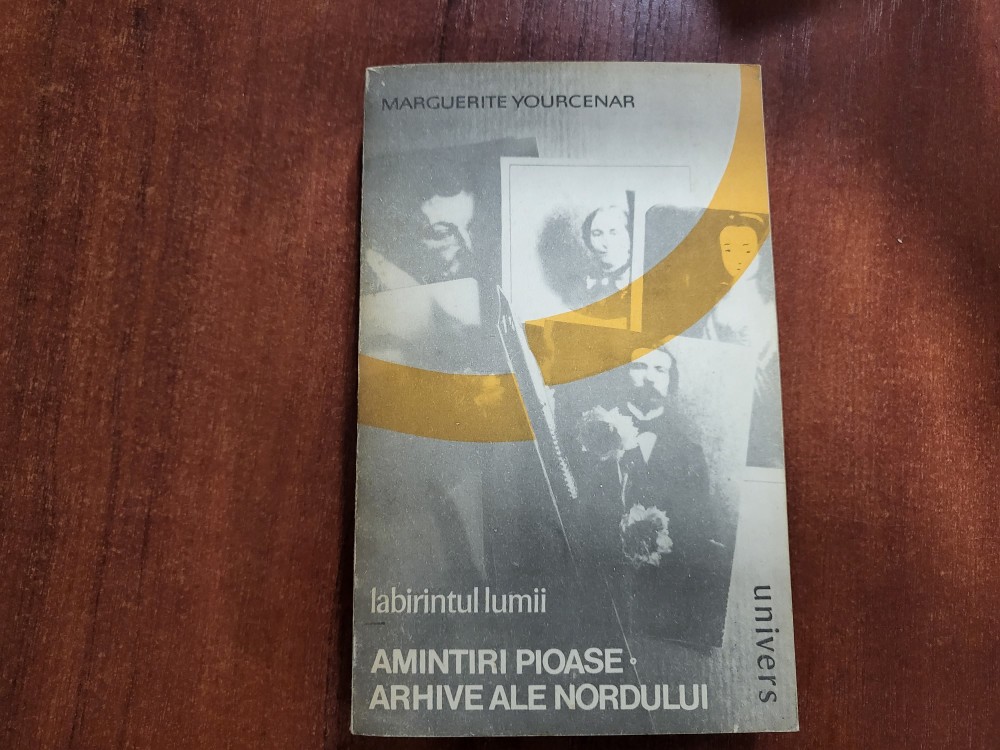 MARGUERITE YOURCENAR
labirintul lumii
AMINTIRI PIOASE •
ARHIVE ALE NORDULUI
univers